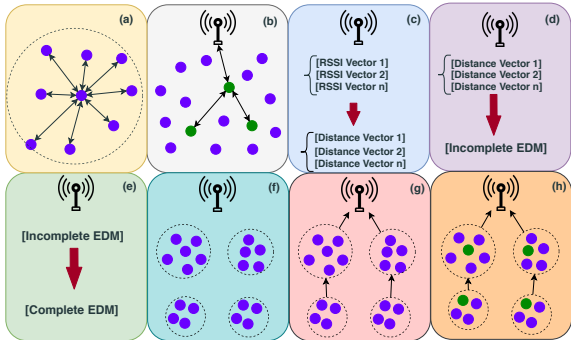 (a)
(b)
(c)
[RSSI Vector 1]
[RSSI Vector 2]
[RSSI Vector n]
[Distance Vector 1]
[Distance Vector 2]
[Distance Vector n]
(d)
[Distance Vector 1]
[Distance Vector 2]
[Distance Vector n]
[Incomplete EDM]
(e)
[Incomplete EDM]
[Complete EDM]
(f)
(g)
(h)